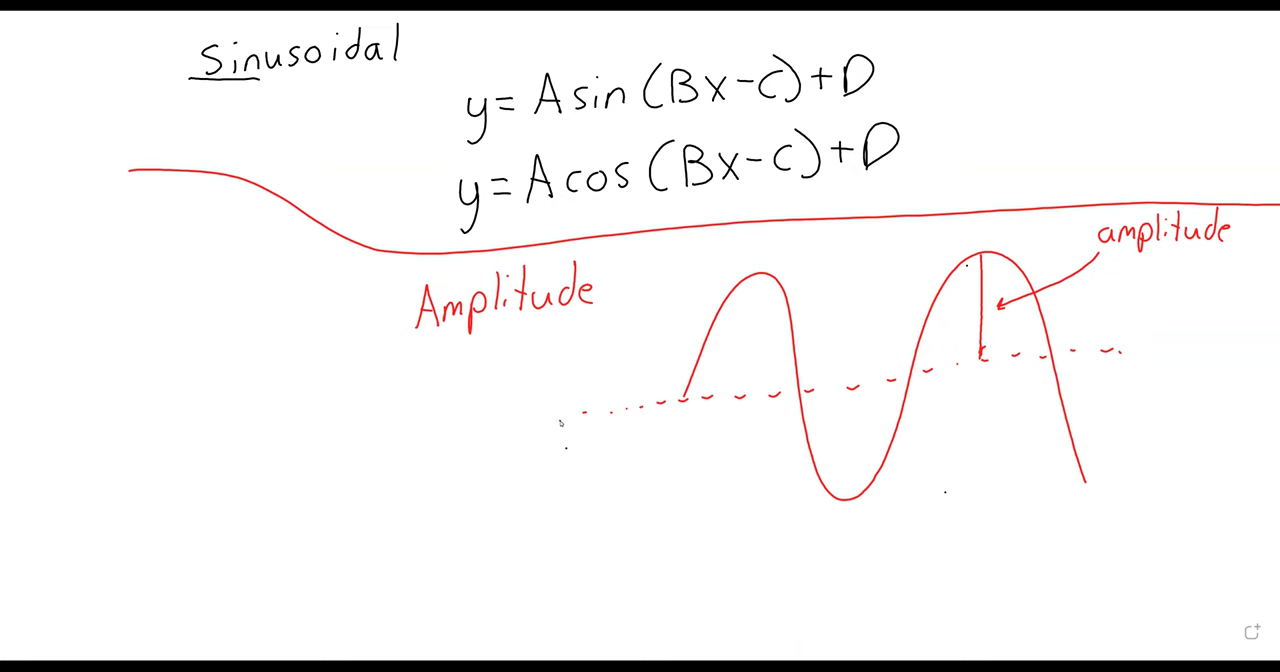 Sinusoidal
y = A sin (Bx - C) + D
y = A cos (Bx - C) + D
amplitude
Amplitude